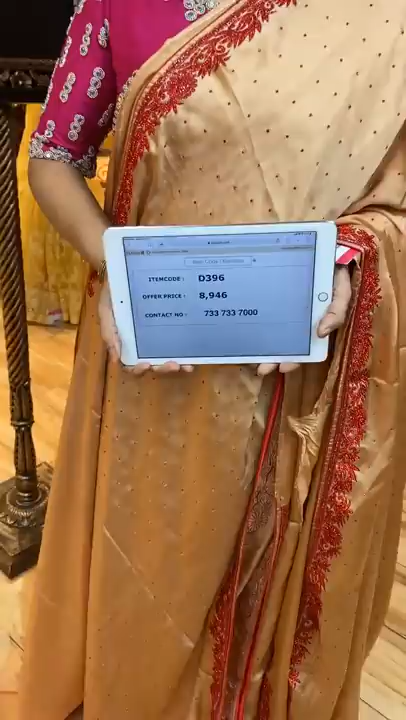 ITEMCODE : D396
OFFER PRICE : 8,946
CONTACT NO : 733 733 7000